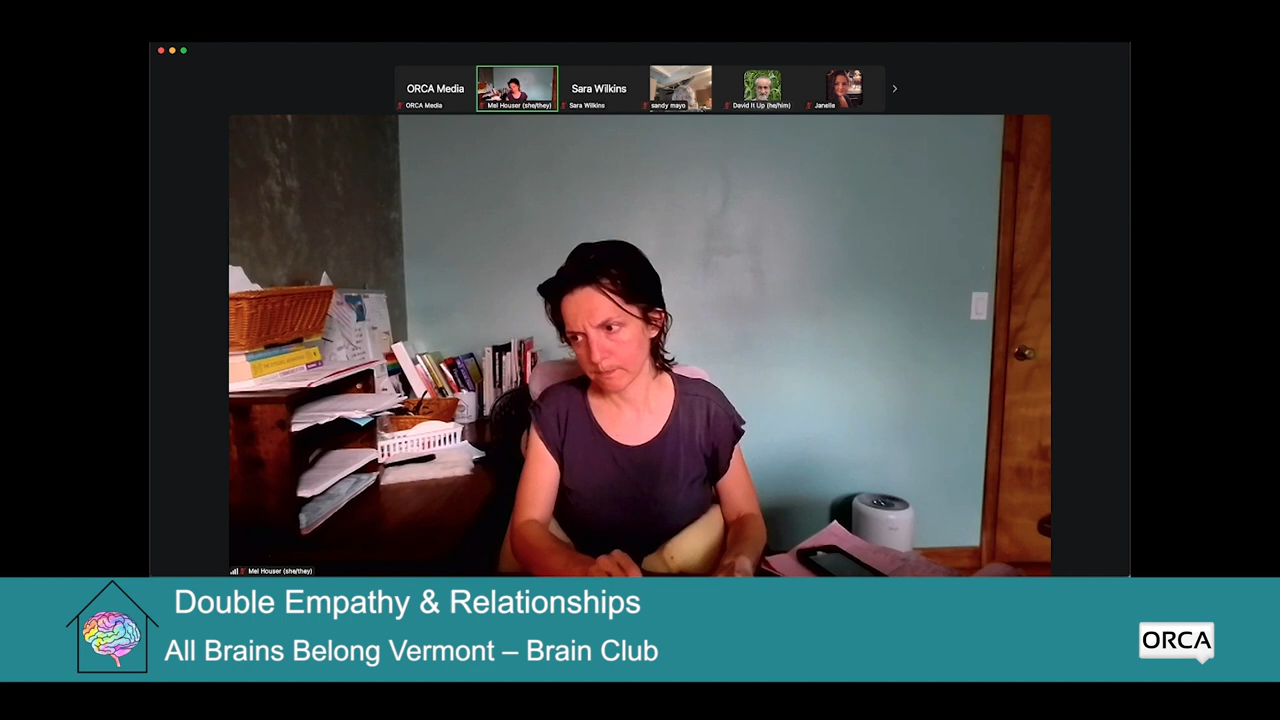 ORCA Media
Sara Wilkins
ORCA Media
Mel Houser (she/they)
Sara Wilkins
sandy mayo
David It Up (he/him)
Janelle
Mel Houser (she/they)
Double Empathy & Relationships
All Brains Belong Vermont – Brain Club
ORCA